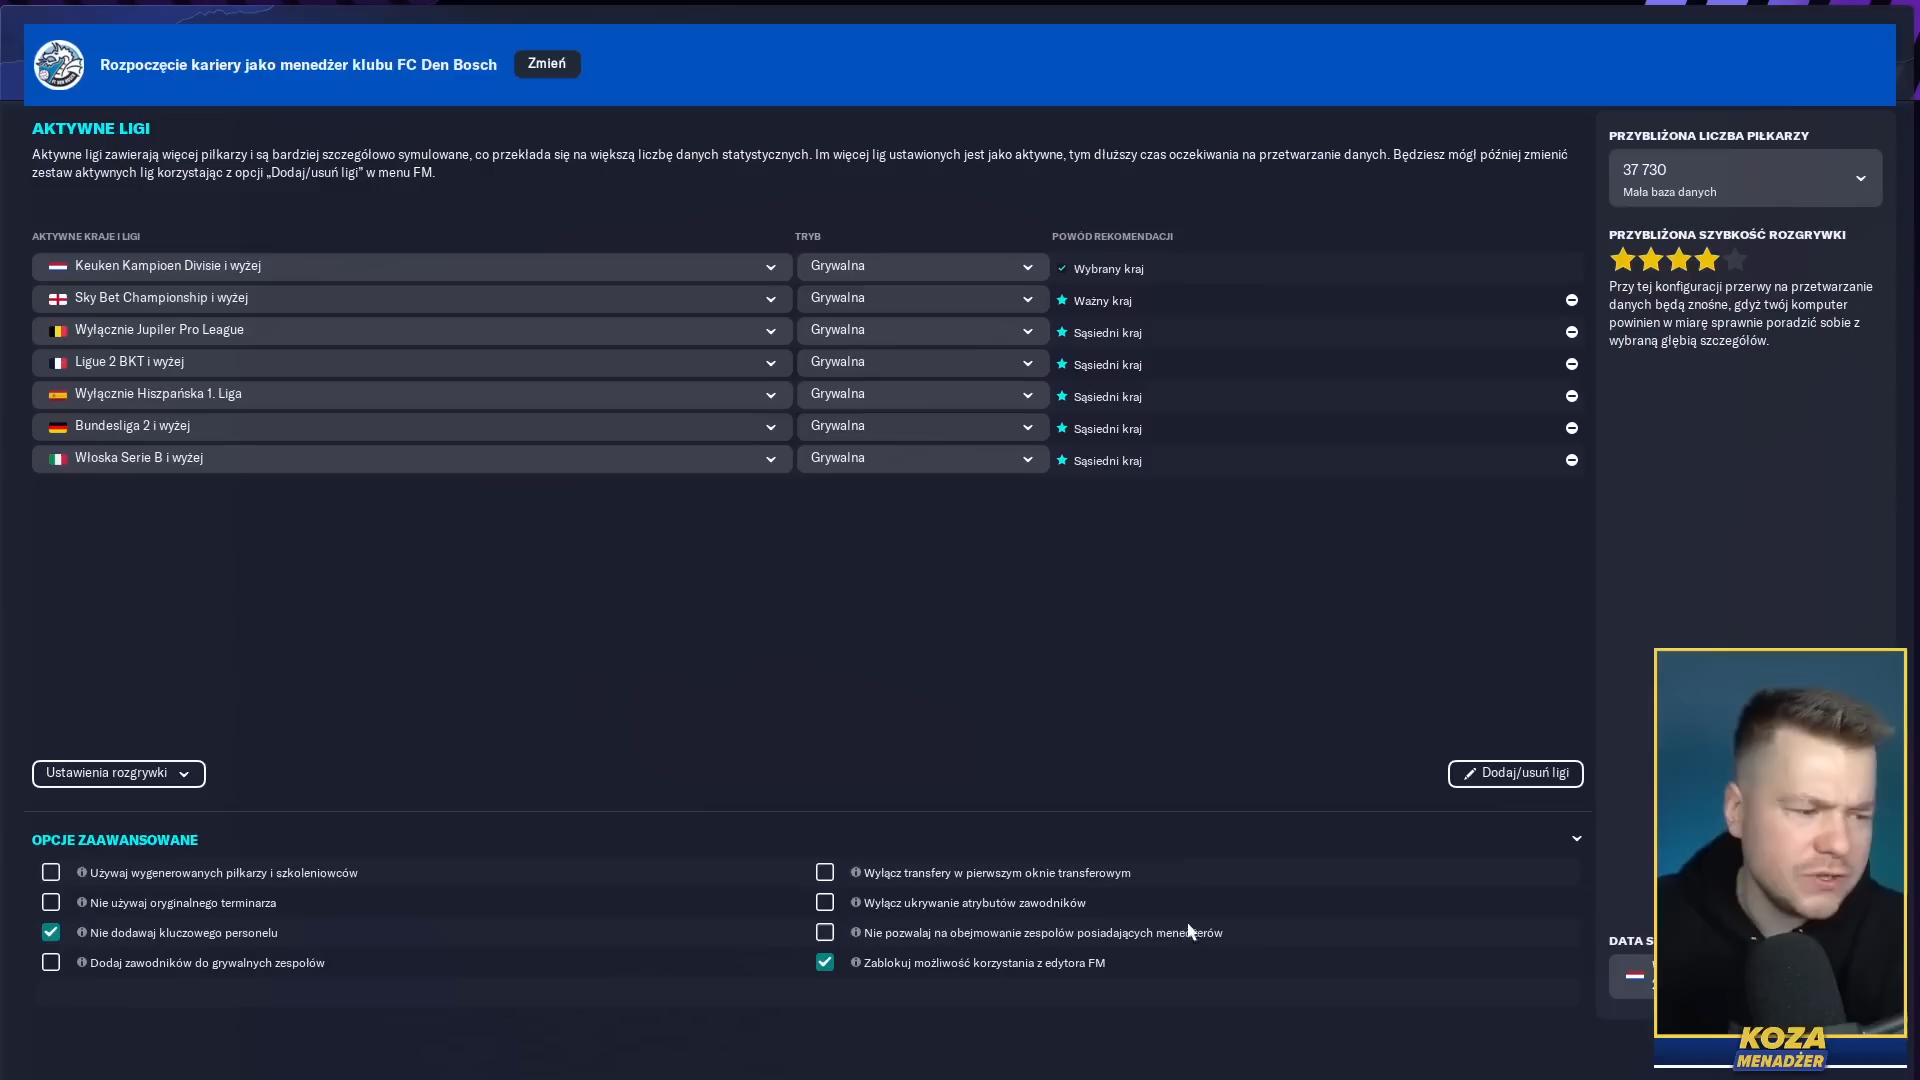 Rozpoczęcie kariery jako menedżer klubu FC Den Bosch
Zmień
AKTYWNE LIGI
Aktywne ligi zawierają więcej piłkarzy i są bardziej szczegółowo symulowane, co przekłada się na większą liczbę danych statystycznych. Im więcej lig ustawionych jest jako aktywne, tym dłuższy czas oczekiwania na przetwarzanie danych. Będziesz mógł później zmienić
zestaw aktywnych lig korzystając z opcji „Dodaj/usuń ligi” w menu FM.
AKTYWNE KRAJE I LIGI TRYB POWÓD REKOMENDACJI
Keuken Kampioen Divisie i wyżej Grywalna Wybrany kraj
Sky Bet Championship i wyżej Grywalna Ważny kraj
Wyłącznie Jupiler Pro League Grywalna Sąsiedni kraj
Ligue 2 BKT i wyżej Grywalna Sąsiedni kraj
Wyłącznie Hiszpańska 1. Liga Grywalna Sąsiedni kraj
Bundesliga 2 i wyżej Grywalna Sąsiedni kraj
Włoska Serie B i wyżej Grywalna Sąsiedni kraj
Ustawienia rozgrywki
Dodaj/usuń ligi
OPCJE ZAAWANSOWANE
Używaj wygenerowanych piłkarzy i szkoleniowców
Wyłącz transfery w pierwszym oknie transferowym
Nie używaj oryginalnego terminarza
Wyłącz ukrywanie atrybutów zawodników
Nie dodawaj kluczowego personelu
Nie pozwalaj na obejmowanie zespołów posiadających menedżerów
Dodaj zawodników do grywalnych zespołów
Zablokuj możliwość korzystania z edytora FM
PRZYBLIŻONA LICZBA PIŁKARZY
37 730
Mała baza danych
PRZYBLIŻONA SZYBKOŚĆ ROZGRYWKI
Przy tej konfiguracji przerwy na przetwarzanie
danych będą znośne, gdyż twój komputer
powinien w miarę sprawnie poradzić sobie z
wybraną głębią szczegółów.
DATA S
KOZA
MENADŻER